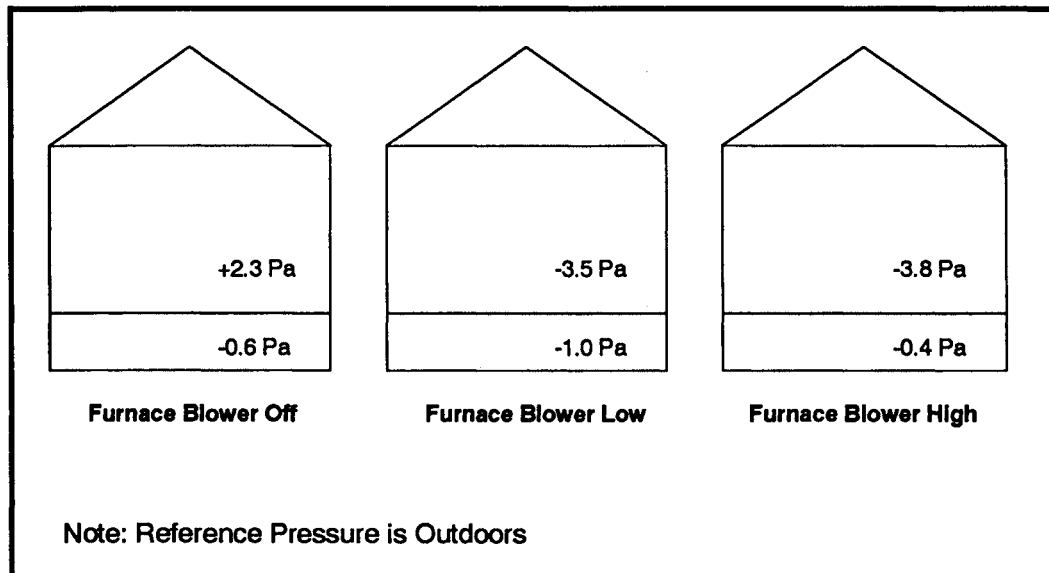 +2.3 Pa
-0.6 Pa
Furnace Blower Off
-3.5 Pa
-1.0 Pa
Furnace Blower Low
-3.8 Pa
-0.4 Pa
Furnace Blower High
Note: Reference Pressure is Outdoors